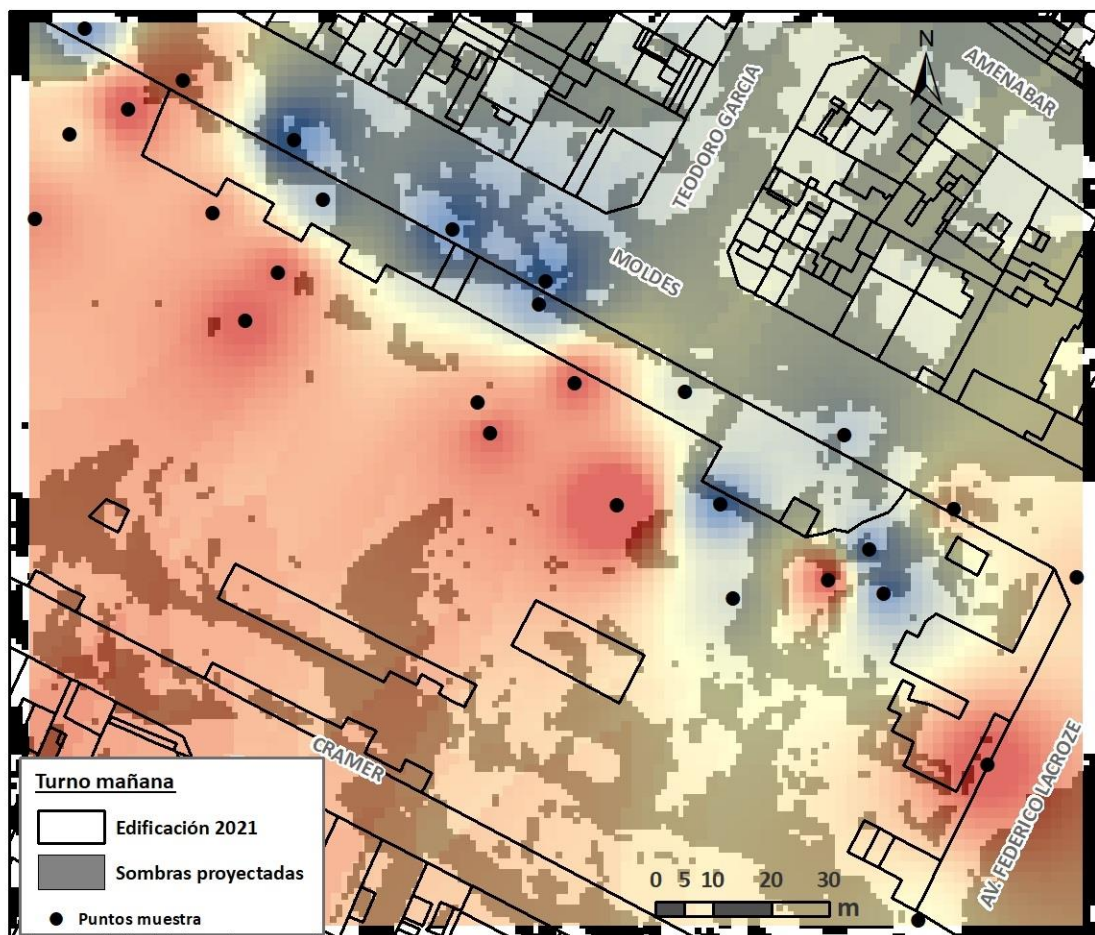 N
AMENABAR
TEODORO GARCIA
MOLDES
CRAMER
AV. FEDERICO LACROZE
Turno mañana
Edificación 2021
Sombras proyectadas
Puntos muestra
0 5 10 20 30
m